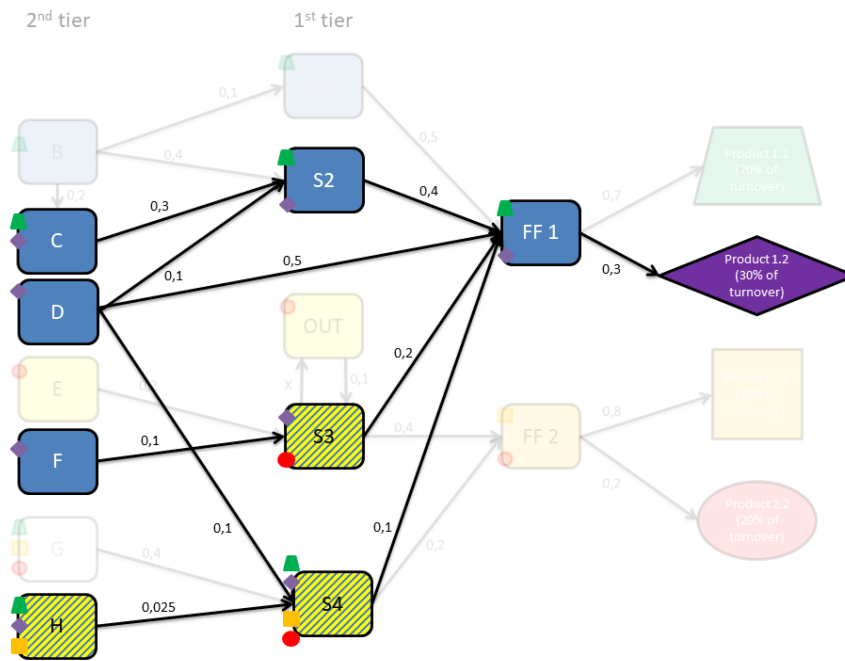 2nd tier
1st tier
0,1
B
0,4
0,5
0,2
Product 1.1
(70% of
turnover)
0,7
S2
0,4
0,3
C
FF 1
0,1
0,5
0,3
Product 1.2
(30% of
turnover)
D
OUT
0,2
X
0,1
E
0,2
0,1
F
S3
0,4
FF 2
0,8
0,2
Product 2.2
(20% of
turnover)
0,1
0,1
0,2
G
0,4
0,025
H
S4